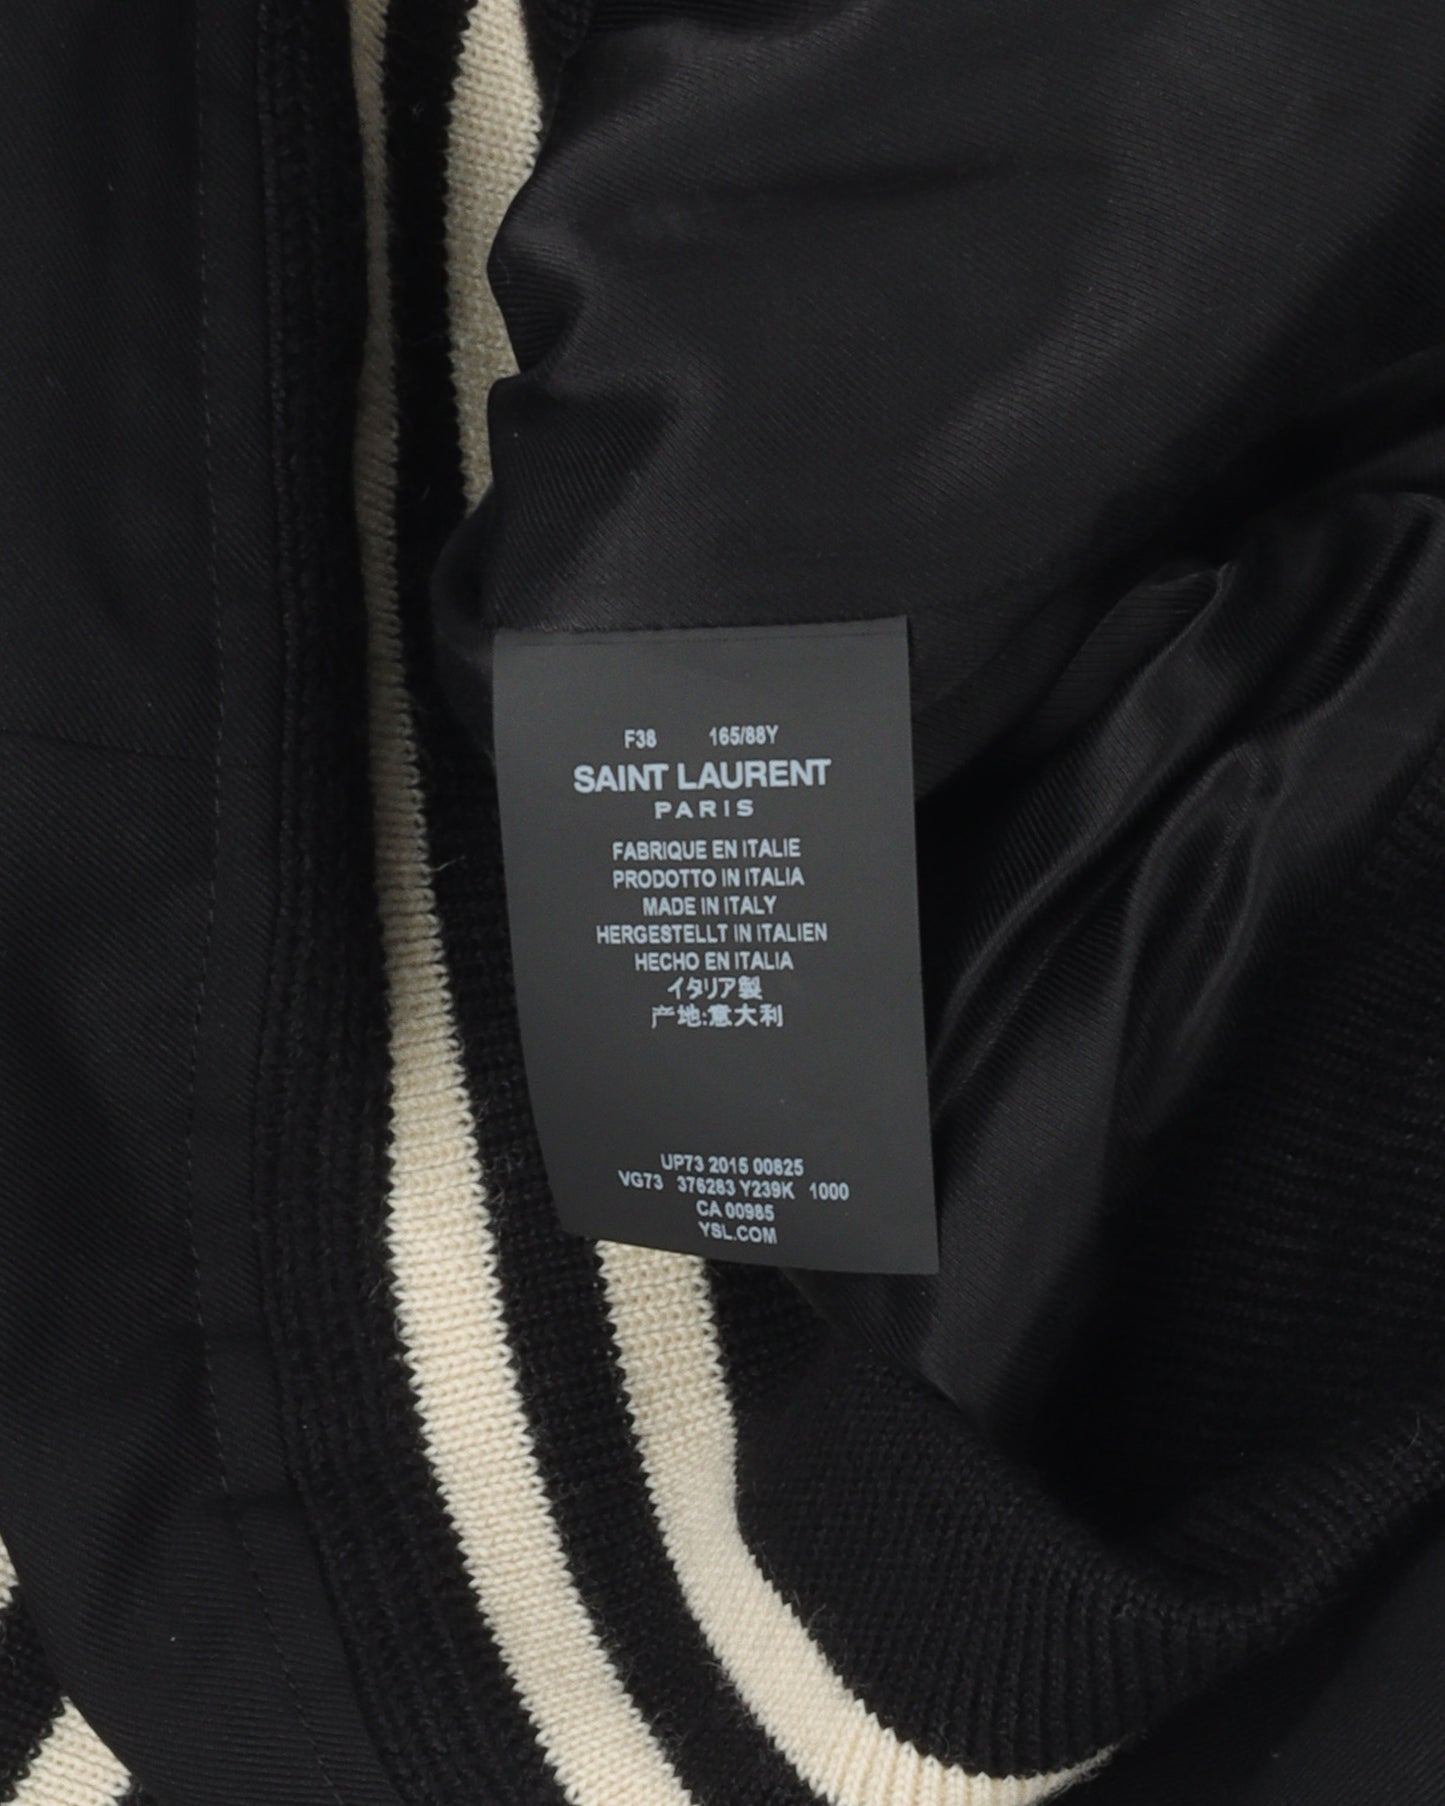 F38 165/88Y
SAINT LAURENT
PARIS
FABRIQUE EN ITALIE
PRODOTTO IN ITALIA
MADE IN ITALY
HERGESTELLT IN ITALIEN
HECHO EN ITALIA
イタリア製
产地:意大利
UP73 2015 00825
VG73 376283 Y239K 1000
CA 00985
YSL.COM